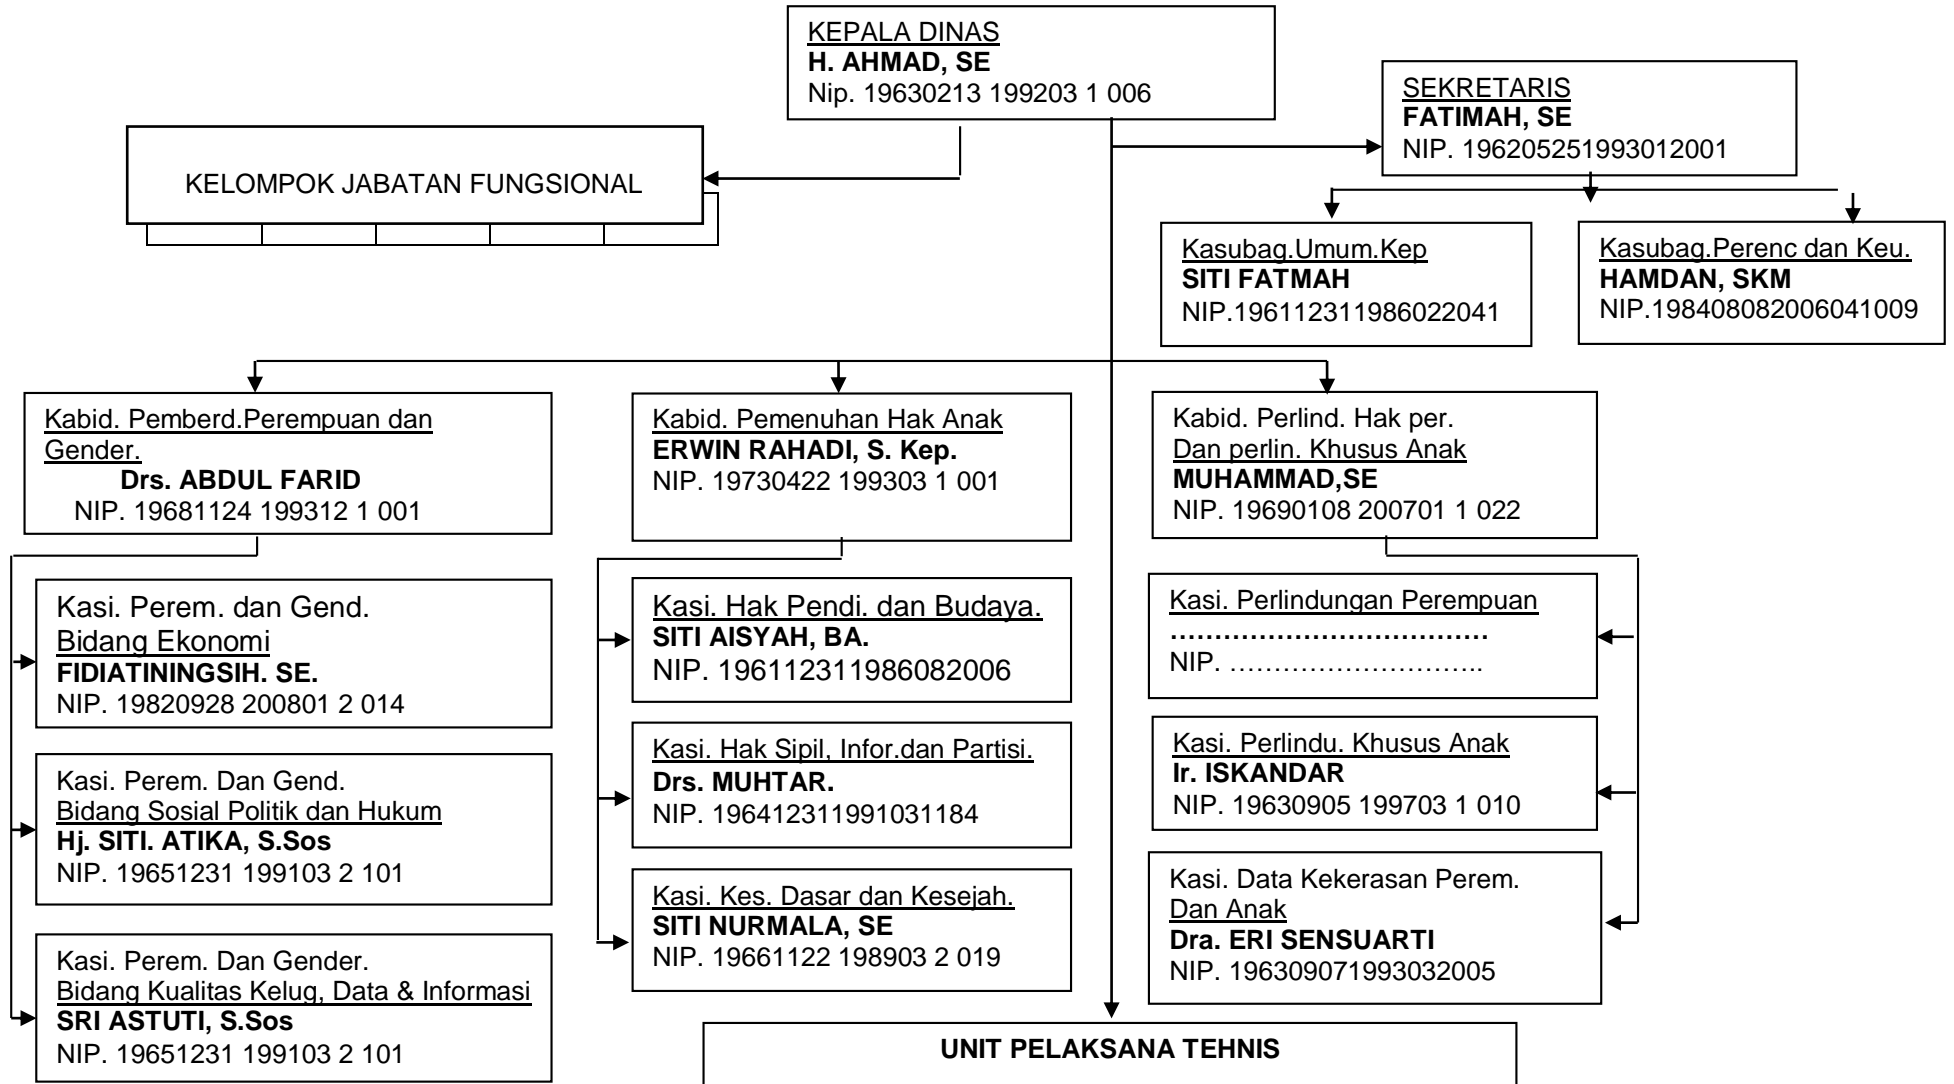 KEPALA DINAS
H. AHMAD, SE
Nip. 19630213 199203 1 006
SEKRETARIS
FATIMAH, SE
NIP. 196205251993012001
KELOMPOK JABATAN FUNGSIONAL
Kasubag.Umum.Kep
SITI FATMAH
NIP.196112311986022041
Kasubag.Perenc dan Keu.
HAMDAN, SKM
NIP.198408082006041009
Kabid. Pemberd.Perempuan dan
Gender.
Drs. ABDUL FARID
NIP. 19681124 199312 1 001
Kabid. Pemenuhan Hak Anak
ERWIN RAHADI, S. Kep.
NIP. 19730422 199303 1 001
Kabid. Perlind. Hak per.
Dan perlin. Khusus Anak
MUHAMMAD,SE
NIP. 19690108 200701 1 022
Kasi. Perem. dan Gend.
Bidang Ekonomi
FIDIATININGSIH. SE.
NIP. 19820928 200801 2 014
Kasi. Perem. Dan Gend.
Bidang Sosial Politik dan Hukum
Hj. SITI. ATIKA, S.Sos
NIP. 19651231 199103 2 101
Kasi. Perem. Dan Gender.
Bidang Kualitas Kelug, Data & Informasi
SRI ASTUTI, S.Sos
NIP. 19651231 199103 2 101
Kasi. Hak Pendi. dan Budaya.
SITI AISYAH, BA.
NIP. 196112311986082006
Kasi. Hak Sipil, Infor.dan Partisi.
Drs. MUHTAR.
NIP. 196412311991031184
Kasi. Kes. Dasar dan Kesejah.
SITI NURMALA, SE
NIP. 19661122 198903 2 019
Kasi. Perlindungan Perempuan
………………………………
NIP. ………………………..
Kasi. Perlindu. Khusus Anak
Ir. ISKANDAR
NIP. 19630905 199703 1 010
Kasi. Data Kekerasan Perem.
Dan Anak
Dra. ERI SENSUARTI
NIP. 196309071993032005
UNIT PELAKSANA TEHNIS